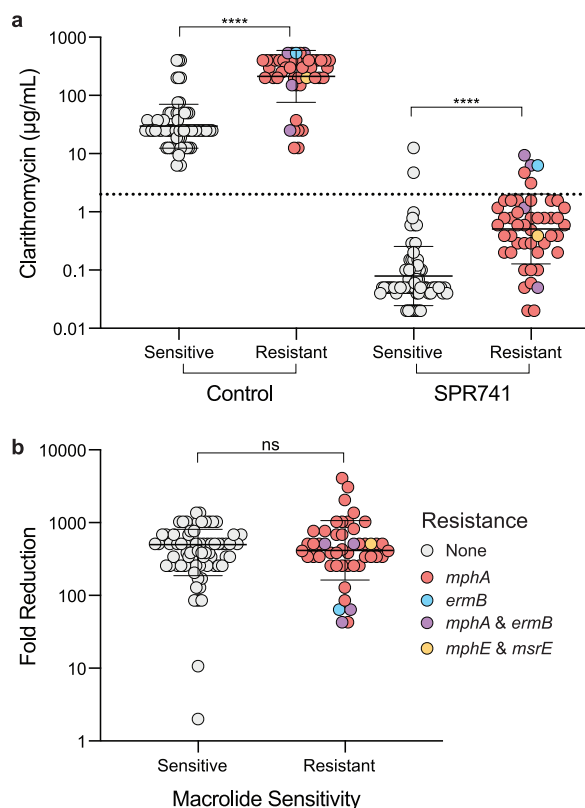 a
****
****
1000
100
10
1
0.1
0.01
Clarithromycin (µg/mL)
Sensitive Resistant Sensitive Resistant
Control SPR741
b
ns
10000
1000
100
10
1
Fold Reduction
Sensitive Resistant
Macrolide Sensitivity
Resistance
None
mphA
ermB
mphA & ermB
mphE & msrE